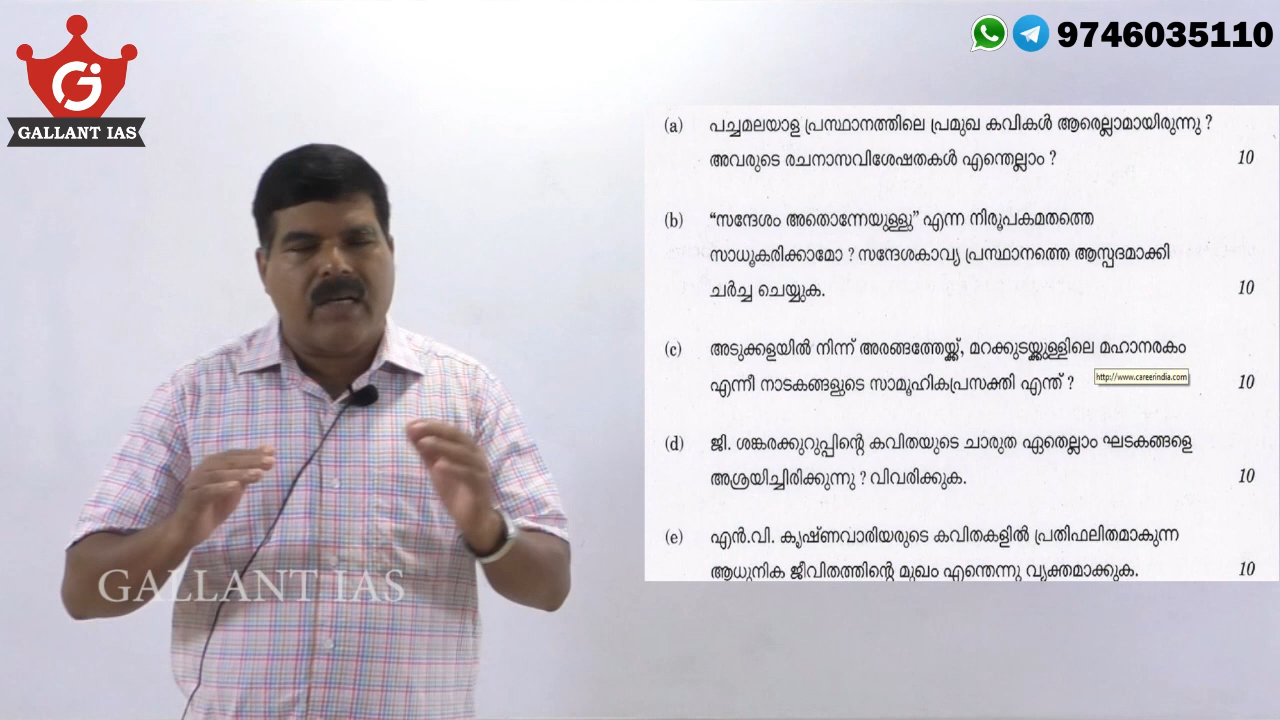 9746035110
GALLANT IAS
(a) പച്ചമലയാള പ്രസ്ഥാനത്തിലെ പ്രമുഖ കവികൾ ആരെല്ലാമായിരുന്നു ?
അവരുടെ രചനാസവിശേഷതകൾ എന്തെല്ലാം ? 10
(b) “സന്ദേശം അതൊന്നേയുള്ളു” എന്ന നിരൂപകമതത്തെ
സാധൂകരിക്കാമോ ? സന്ദേശകാവ്യ പ്രസ്ഥാനത്തെ ആസ്പദമാക്കി
ചർച്ച ചെയ്യുക. 10
(c) അടുക്കളയിൽ നിന്ന് അരങ്ങത്തേയ്ക്ക്, മറക്കുടയ്ക്കുള്ളിലെ മഹാനരകം
എന്നീ നാടകങ്ങളുടെ സാമൂഹികപ്രസക്തി എന്ത് ? 10
http://www.careerindia.com
(d) ജി. ശങ്കരക്കുറുപ്പിന്റെ കവിതയുടെ ചാരുത ഏതെല്ലാം ഘടകങ്ങളെ
അശ്രയിച്ചിരിക്കുന്നു ? വിവരിക്കുക. 10
(e) എൻ.വി. കൃഷ്ണവാരിയരുടെ കവിതകളിൽ പ്രതിഫലിതമാകുന്ന
ആധുനിക ജീവിതത്തിന്റെ മുഖം എന്തെന്നു വ്യക്തമാക്കുക. 10
GALLANT IAS